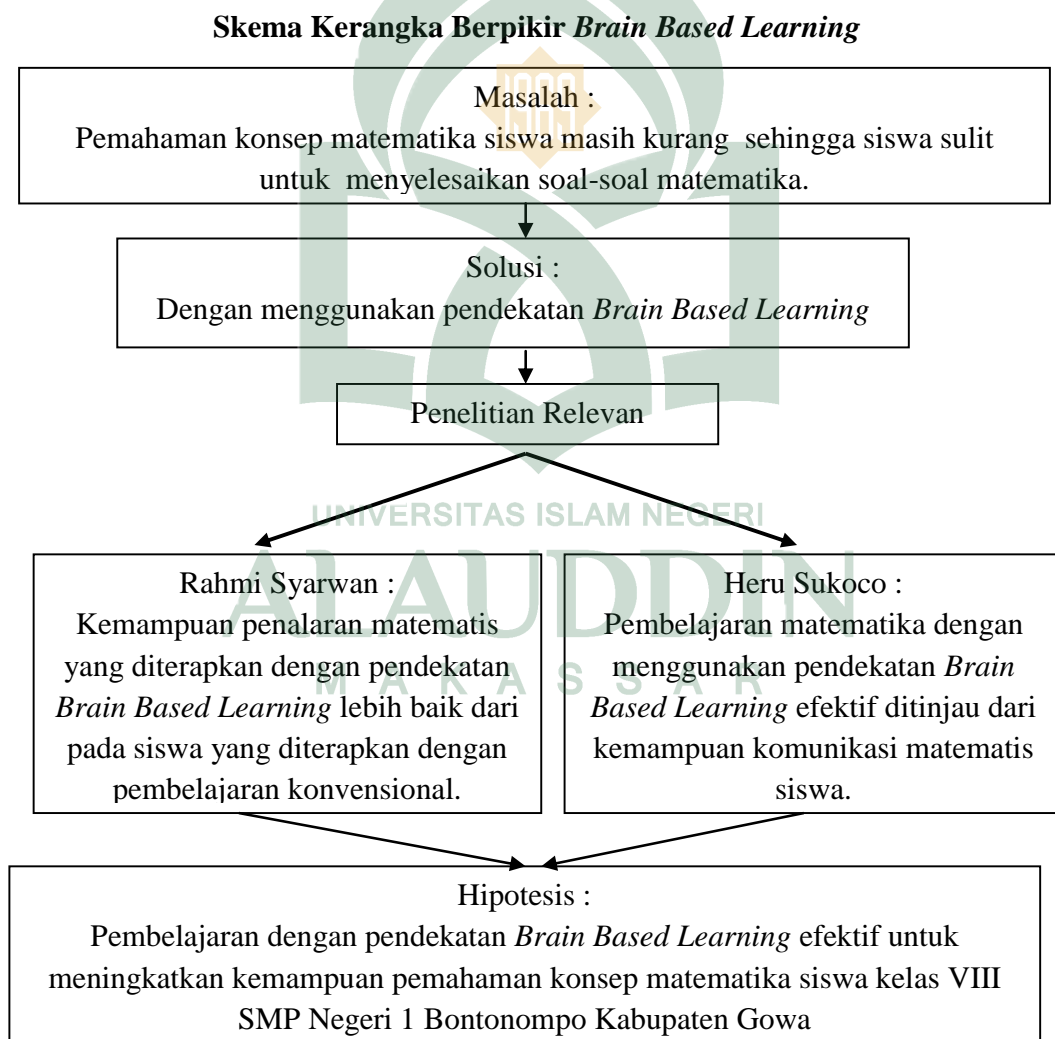 Skema Kerangka Berpikir Brain Based Learning
Masalah :
Pemahaman konsep matematika siswa masih kurang sehingga siswa sulit
untuk menyelesaikan soal-soal matematika.
Solusi :
Dengan menggunakan pendekatan Brain Based Learning
Penelitian Relevan
UNIVERSITAS ISLAM NEGERI
ALAUDDIN
MAKASSAR
Rahmi Syarwan :
Kemampuan penalaran matematis
yang diterapkan dengan pendekatan
Brain Based Learning lebih baik dari
pada siswa yang diterapkan dengan
pembelajaran konvensional.
Heru Sukoco :
Pembelajaran matematika dengan
menggunakan pendekatan Brain
Based Learning efektif ditinjau dari
kemampuan komunikasi matematis
siswa.
Hipotesis :
Pembelajaran dengan pendekatan Brain Based Learning efektif untuk
meningkatkan kemampuan pemahaman konsep matematika siswa kelas VIII
SMP Negeri 1 Bontonompo Kabupaten Gowa